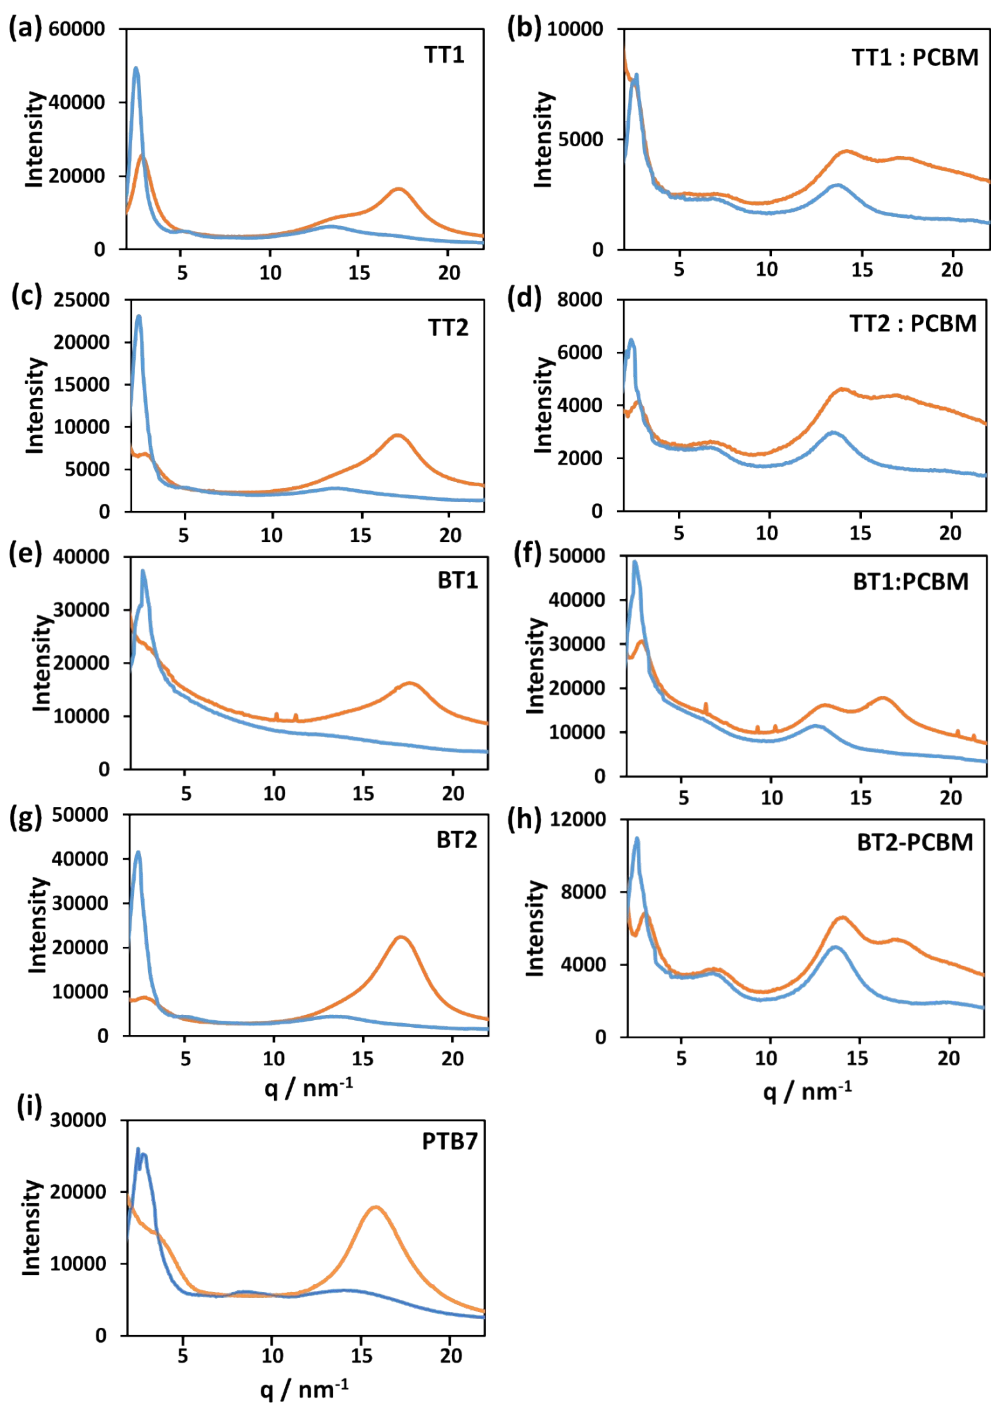 (a)
60000
40000
20000
0
Intensity
TT1
5
10
15
20
(b)
10000
5000
0
Intensity
TT1 : PCBM
5
10
15
20
(c)
25000
20000
15000
10000
5000
0
Intensity
TT2
5
10
15
20
(d)
8000
6000
4000
2000
0
Intensity
TT2 : PCBM
5
10
15
20
(e)
40000
30000
20000
10000
0
Intensity
BT1
5
10
15
20
(f)
50000
40000
30000
20000
10000
0
Intensity
BT1:PCBM
5
10
15
20
(g)
50000
40000
30000
20000
10000
0
Intensity
BT2
5
10
15
20
q / nm⁻¹
(h)
12000
8000
4000
0
Intensity
BT2-PCBM
5
10
15
20
q / nm⁻¹
(i)
30000
20000
10000
0
Intensity
PTB7
5
10
15
20
q / nm⁻¹